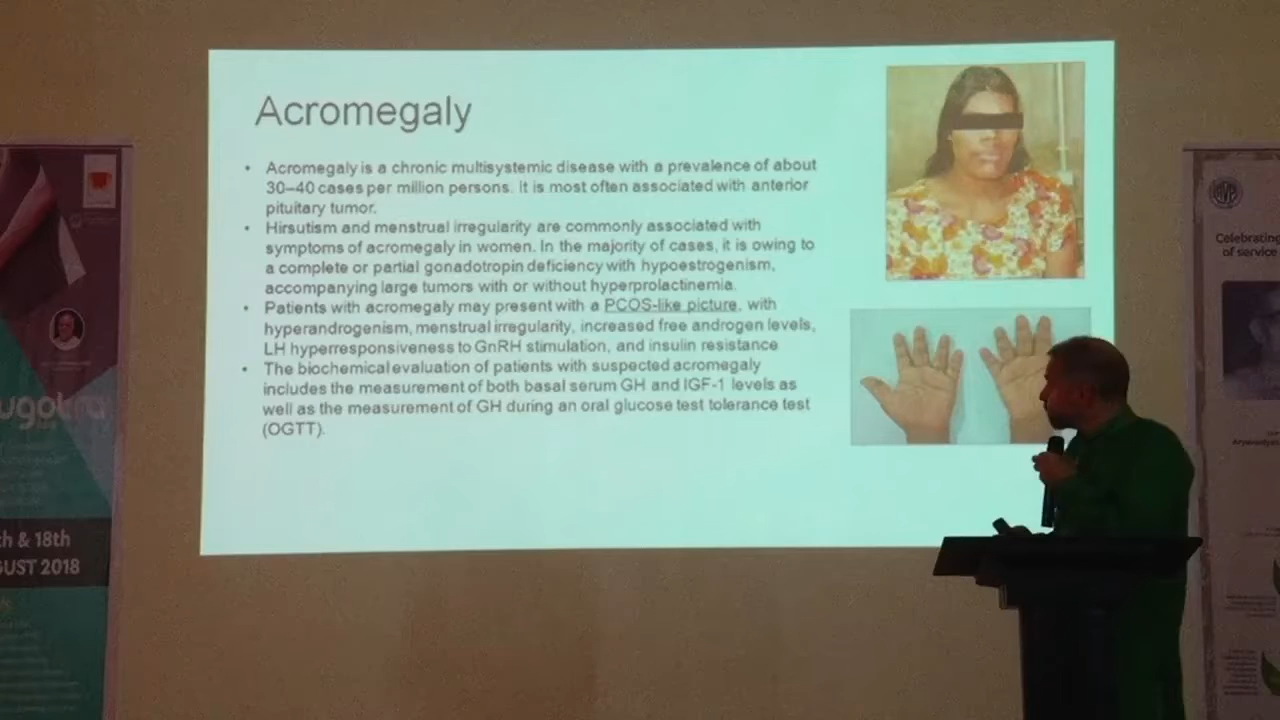 Acromegaly
• Acromegaly is a chronic multisystemic disease with a prevalence of about
30–40 cases per million persons. It is most often associated with anterior
pituitary tumor.
• Hirsutism and menstrual irregularity are commonly associated with
symptoms of acromegaly in women. In the majority of cases, it is owing to
a complete or partial gonadotropin deficiency with hypoestrogenism,
accompanying large tumors with or without hyperprolactinemia.
• Patients with acromegaly may present with a PCOS-like picture, with
hyperandrogenism, menstrual irregularity, increased free androgen levels,
LH hyperresponsiveness to GnRH stimulation, and insulin resistance
• The biochemical evaluation of patients with suspected acromegaly
includes the measurement of both basal serum GH and IGF-1 levels as
well as the measurement of GH during an oral glucose test tolerance test
(OGTT).
ugotra
th & 18th
GUST 2018
Celebrating
of service